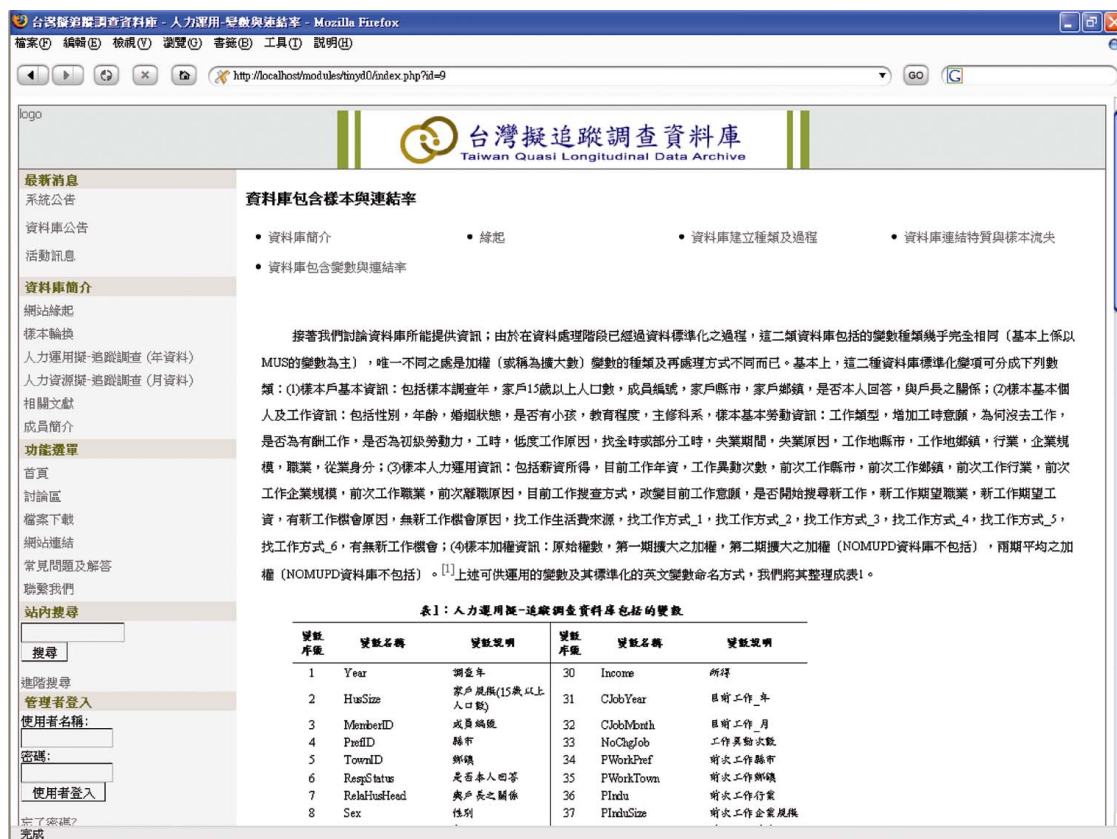 台灣擬追蹤調查資料庫 - 人力運用-變數與連結率 - Mozilla Firefox
檔案(F) 編輯(E) 檢視(V) 瀏覽(G) 書籤(B) 工具(T) 說明(H)
http://localhost/modules/tinyd0/index.php?id=9
GO
logo
台灣擬追蹤調查資料庫
Taiwan Quasi Longitudinal Data Archive
最新消息
系統公告
資料庫公告
活動訊息
資料庫簡介
網站緣起
樣本輪換
人力運用擬-追蹤調查 (年資料)
人力資源擬-追蹤調查 (月資料)
相關文獻
成員簡介
功能選單
首頁
討論區
檔案下載
網站連結
常見問題及解答
聯繫我們
站內搜尋
搜尋
進階搜尋
管理者登入
使用者名稱:
密碼:
使用者登入
忘了密碼?
資料庫包含樣本與連結率
• 資料庫簡介 • 緣起 • 資料庫建立種類及過程 • 資料庫連結特質與樣本流失
• 資料庫包含變數與連結率
接著我們討論資料庫所能提供資訊；由於在資料處理階段已經過資料標準化之過程，這二類資料庫包括的變數種類幾乎完全相同〔基本上係以
MUS的變數為主〕，唯一不同之處是加權〔或稱為擴大數〕變數的種類及再處理方式不同而已。基本上，這二種資料庫標準化變項可分成下列數
類：(1)樣本戶基本資訊：包括樣本調查年，家戶15歲以上人口數，成員編號，家戶縣市，家戶鄉鎮，是否本人回答，與戶長之關係；(2)樣本基本個
人及工作資訊：包括性別，年齡，婚姻狀態，是否有小孩，教育程度，主修科系，樣本基本勞動資訊：工作類型，增加工時意願，為何沒去工作，
是否為有酬工作，是否為初級勞動力，工時，低度工作原因，找全時或部分工時，失業期間，失業原因，工作地縣市，工作地鄉鎮，行業，企業規
模，職業，從業身分；(3)樣本人力運用資訊：包括薪資所得，目前工作年資，工作異動次數，前次工作縣市，前次工作鄉鎮，前次工作行業，前次
工作企業規模，前次工作職業，前次離職原因，目前工作搜查方式，改變目前工作意願，是否開始搜尋新工作，新工作期望職業，新工作期望工
資，有新工作機會原因，無新工作機會原因，找工作生活費來源，找工作方式_1，找工作方式_2，找工作方式_3，找工作方式_4，找工作方式_5，
找工作方式_6，有無新工作機會；(4)樣本加權資訊：原始權數，第一期擴大之加權，第二期擴大之加權〔NOMUPD資料庫不包括〕，兩期平均之加
權〔NOMUPD資料庫不包括〕。[1]上述可供運用的變數及其標準化的英文變數命名方式，我們將其整理成表1。
表1：人力運用擬-追蹤調查資料庫包括的變數
變數序號 變數名稱 變數說明 變數序號 變數名稱 變數說明
1 Year 調查年 30 Income 所得
2 HusSize 家戶規模(15歲以上人口數) 31 CJobYear 目前工作_年
3 MemberID 成員編號 32 CJobMonth 目前工作_月
4 PrefID 縣市 33 NoChgJob 工作異動次數
5 TownID 鄉鎮 34 PWorkPref 前次工作縣市
6 RespStatus 是否本人回答 35 PWorkTown 前次工作鄉鎮
7 RelaHusHead 與戶長之關係 36 PIndu 前次工作行業
8 Sex 性別 37 PInduSize 前次工作企業規模
完成